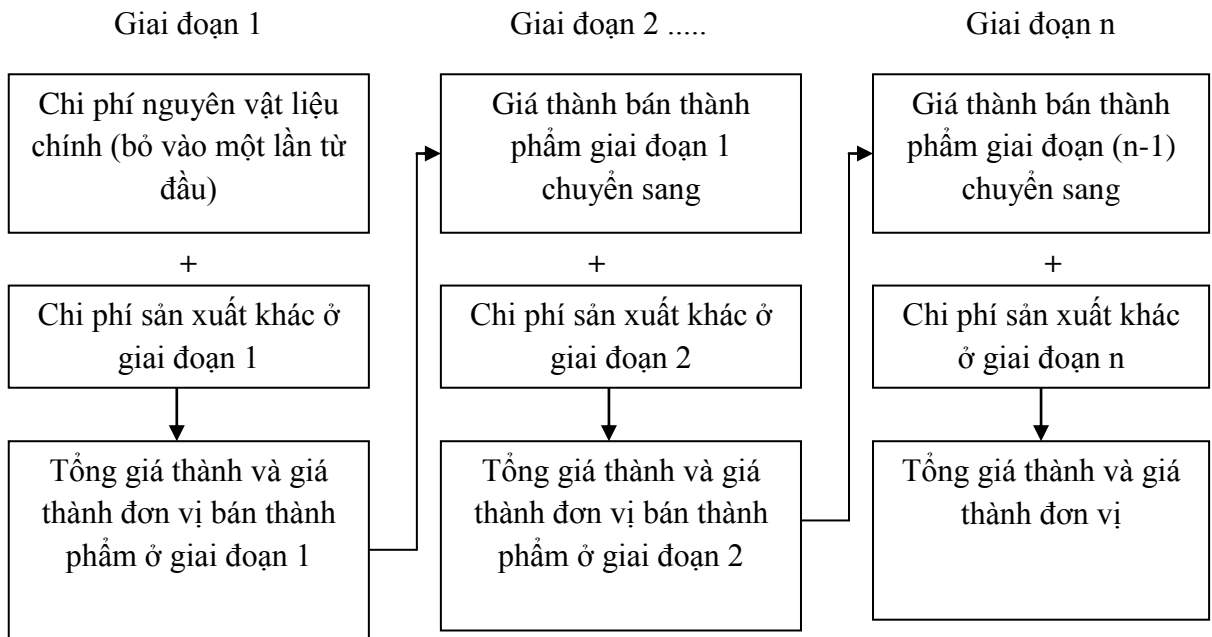 Giai đoạn 1
Giai đoạn 2 .....
Giai đoạn n
Chi phí nguyên vật liệu
chính (bỏ vào một lần từ
đầu)
Giá thành bán thành
phẩm giai đoạn 1
chuyển sang
Giá thành bán thành
phẩm giai đoạn (n-1)
chuyển sang
+
+
+
Chi phí sản xuất khác ở
giai đoạn 1
Chi phí sản xuất khác ở
giai đoạn 2
Chi phí sản xuất khác
ở giai đoạn n
Tổng giá thành và giá
thành đơn vị bán thành
phẩm ở giai đoạn 1
Tổng giá thành và giá
thành đơn vị bán thành
phẩm ở giai đoạn 2
Tổng giá thành và giá
thành đơn vị